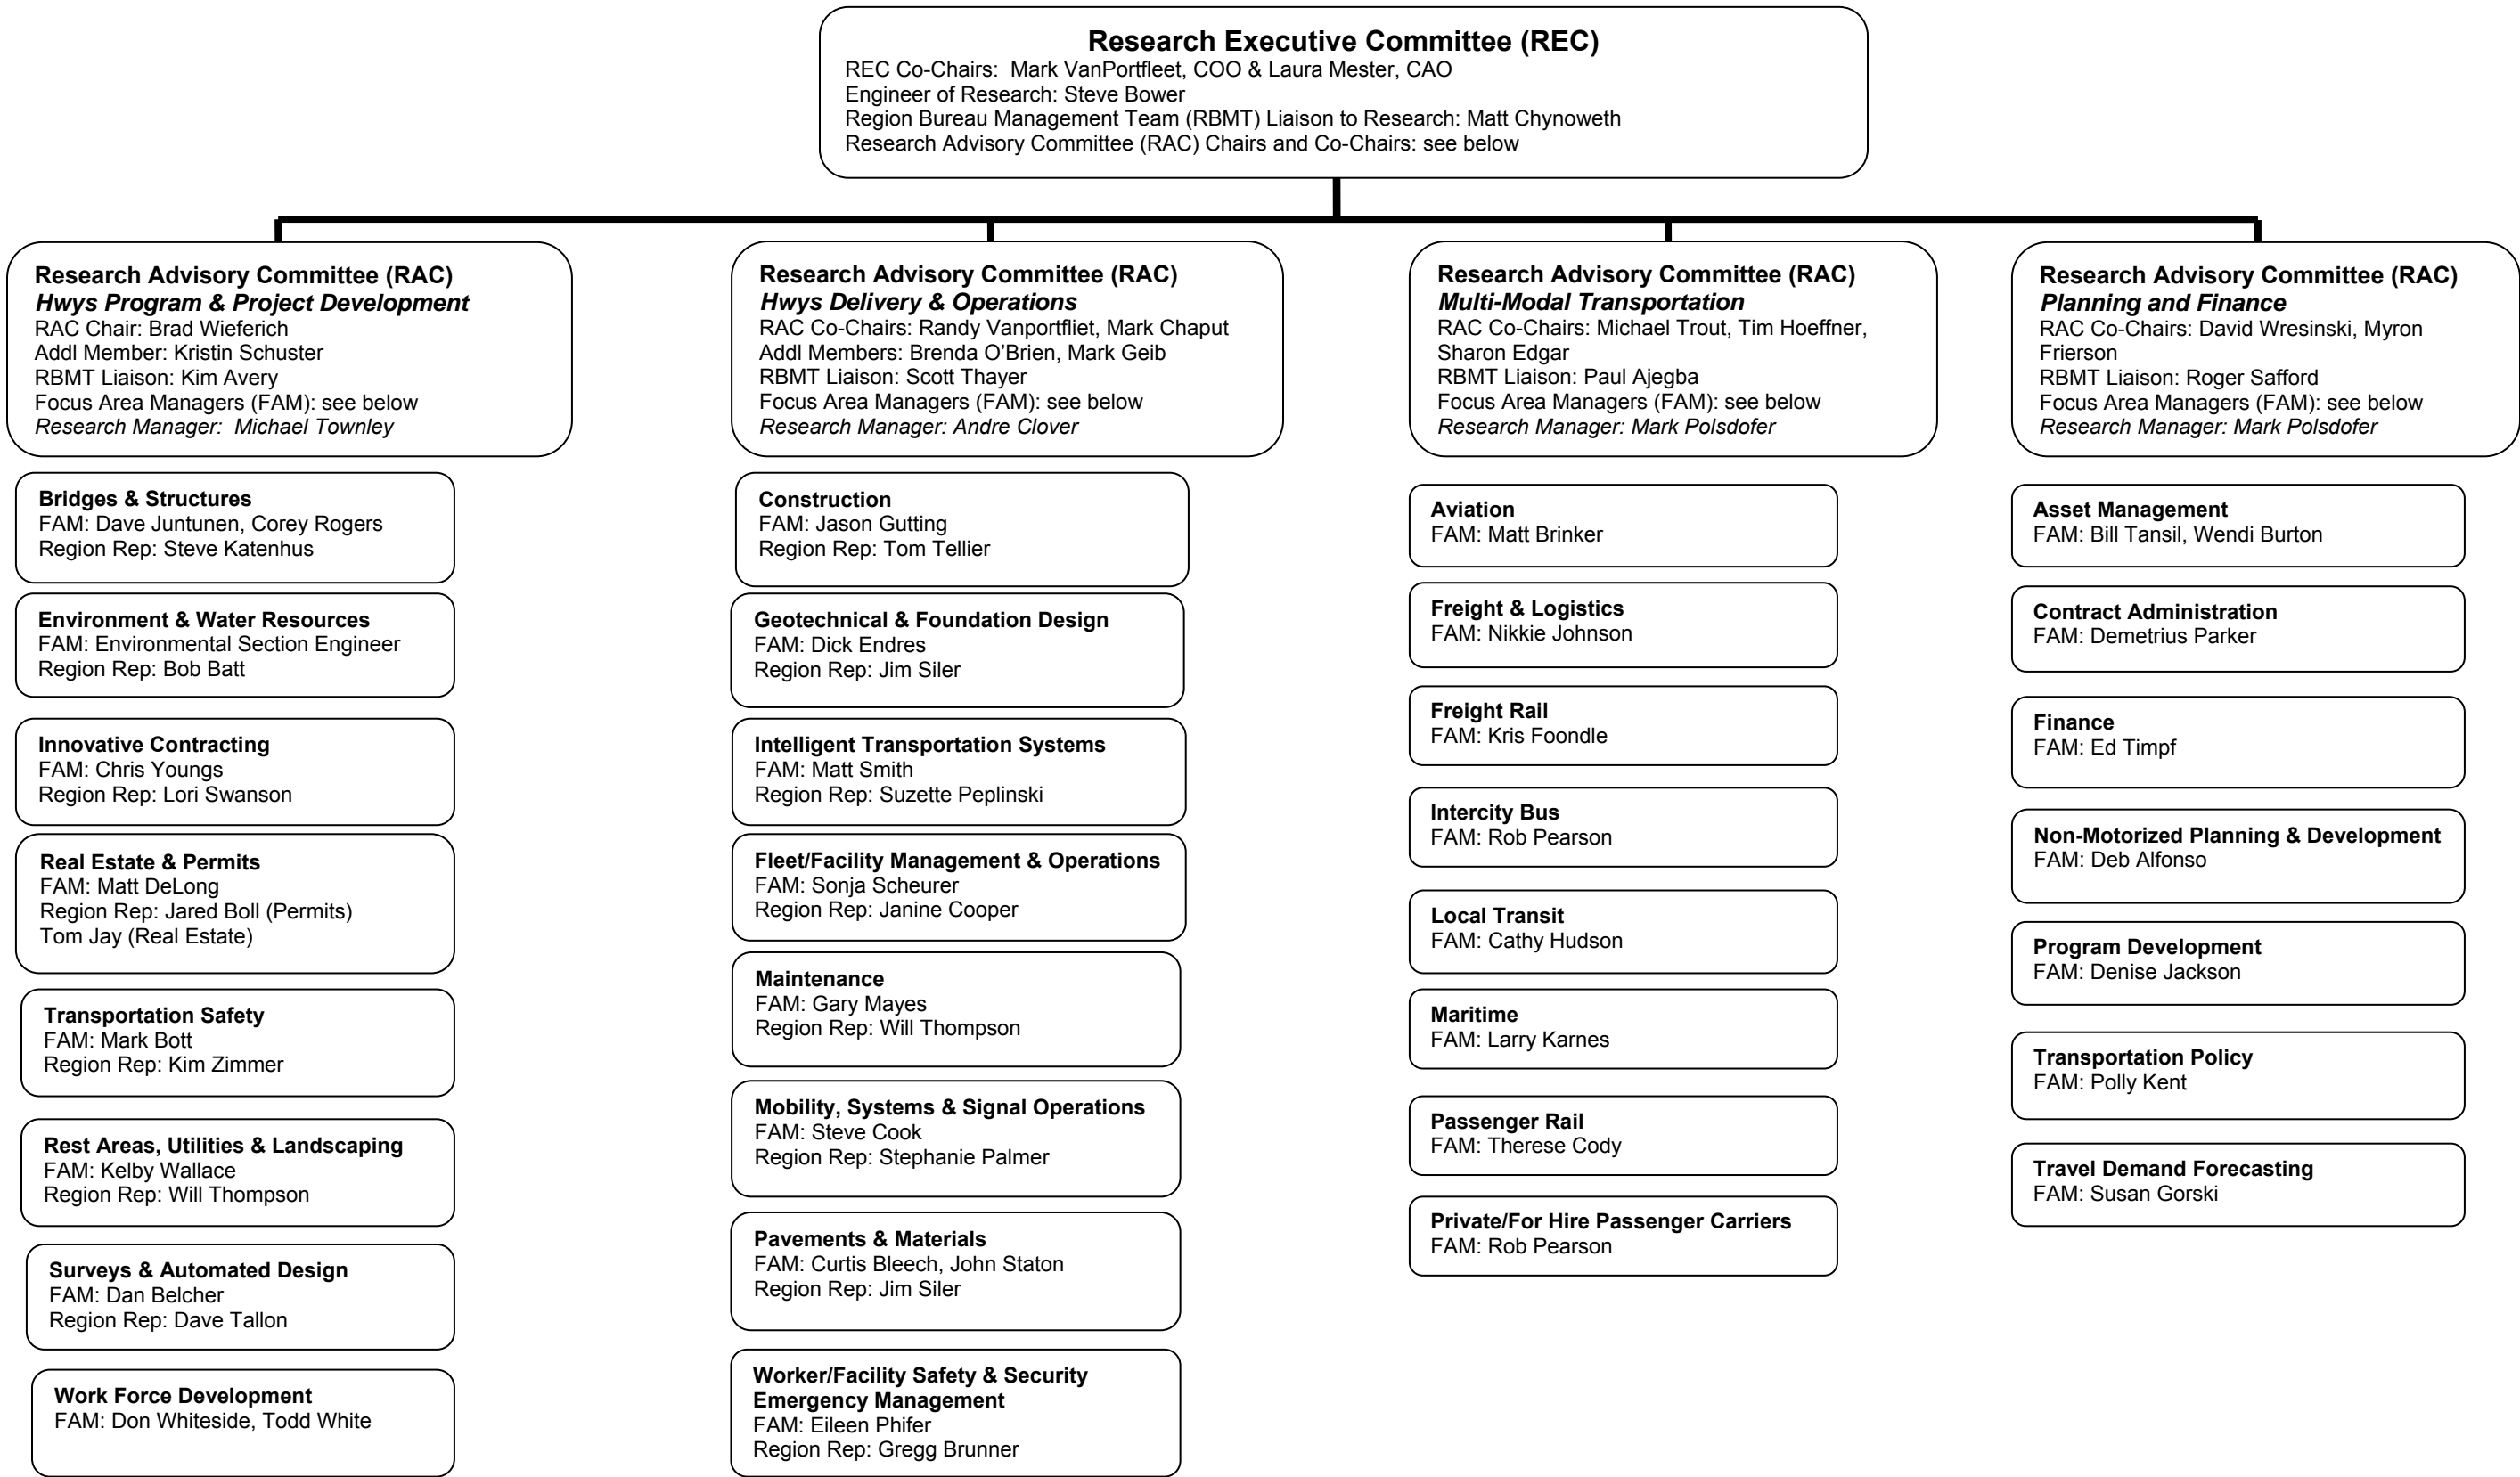 Research Executive Committee (REC)
REC Co-Chairs: Mark VanPortfleet, COO & Laura Mester, CAO
Engineer of Research: Steve Bower
Region Bureau Management Team (RBMT) Liaison to Research: Matt Chynoweth
Research Advisory Committee (RAC) Chairs and Co-Chairs: see below
Research Advisory Committee (RAC)
Hwys Program & Project Development
RAC Chair: Brad Wieferich
Addl Member: Kristin Schuster
RBMT Liaison: Kim Avery
Focus Area Managers (FAM): see below
Research Manager: Michael Townley
Bridges & Structures
FAM: Dave Juntunen, Corey Rogers
Region Rep: Steve Katenhus
Environment & Water Resources
FAM: Environmental Section Engineer
Region Rep: Bob Batt
Innovative Contracting
FAM: Chris Youngs
Region Rep: Lori Swanson
Real Estate & Permits
FAM: Matt DeLong
Region Rep: Jared Boll (Permits)
Tom Jay (Real Estate)
Transportation Safety
FAM: Mark Bott
Region Rep: Kim Zimmer
Rest Areas, Utilities & Landscaping
FAM: Kelby Wallace
Region Rep: Will Thompson
Surveys & Automated Design
FAM: Dan Belcher
Region Rep: Dave Tallon
Work Force Development
FAM: Don Whiteside, Todd White
Research Advisory Committee (RAC)
Hwys Delivery & Operations
RAC Co-Chairs: Randy Vanportfliet, Mark Chaput
Addl Members: Brenda O’Brien, Mark Geib
RBMT Liaison: Scott Thayer
Focus Area Managers (FAM): see below
Research Manager: Andre Clover
Construction
FAM: Jason Gutting
Region Rep: Tom Tellier
Geotechnical & Foundation Design
FAM: Dick Endres
Region Rep: Jim Siler
Intelligent Transportation Systems
FAM: Matt Smith
Region Rep: Suzette Peplinski
Fleet/Facility Management & Operations
FAM: Sonja Scheurer
Region Rep: Janine Cooper
Maintenance
FAM: Gary Mayes
Region Rep: Will Thompson
Mobility, Systems & Signal Operations
FAM: Steve Cook
Region Rep: Stephanie Palmer
Pavements & Materials
FAM: Curtis Bleech, John Staton
Region Rep: Jim Siler
Worker/Facility Safety & Security
Emergency Management
FAM: Eileen Phifer
Region Rep: Gregg Brunner
Research Advisory Committee (RAC)
Multi-Modal Transportation
RAC Co-Chairs: Michael Trout, Tim Hoeffner,
Sharon Edgar
RBMT Liaison: Paul Ajegba
Focus Area Managers (FAM): see below
Research Manager: Mark Polsdofer
Aviation
FAM: Matt Brinker
Freight & Logistics
FAM: Nikkie Johnson
Freight Rail
FAM: Kris Foondle
Intercity Bus
FAM: Rob Pearson
Local Transit
FAM: Cathy Hudson
Maritime
FAM: Larry Karnes
Passenger Rail
FAM: Therese Cody
Private/For Hire Passenger Carriers
FAM: Rob Pearson
Research Advisory Committee (RAC)
Planning and Finance
RAC Co-Chairs: David Wresinski, Myron
Frierson
RBMT Liaison: Roger Safford
Focus Area Managers (FAM): see below
Research Manager: Mark Polsdofer
Asset Management
FAM: Bill Tansil, Wendi Burton
Contract Administration
FAM: Demetrius Parker
Finance
FAM: Ed Timpf
Non-Motorized Planning & Development
FAM: Deb Alfonso
Program Development
FAM: Denise Jackson
Transportation Policy
FAM: Polly Kent
Travel Demand Forecasting
FAM: Susan Gorski